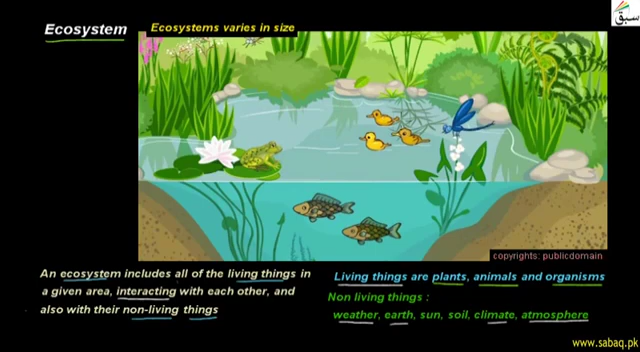 Ecosystem
Ecosystems varies in size
سبق
copyrights: publicdomain
An ecosystem includes all of the living things in
a given area, interacting with each other, and
also with their non-living things
Living things are plants, animals and organisms
Non living things :
weather, earth, sun, soil, climate, atmosphere
www.sabaq.pk